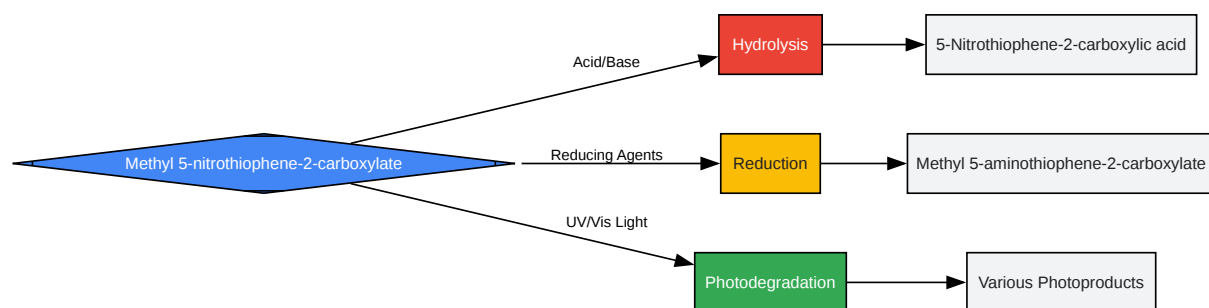 Hydrolysis
5-Nitrothiophene-2-carboxylic acid
Acid/Base
Methyl 5-nitrothiophene-2-carboxylate
Reducing Agents
Reduction
Methyl 5-aminothiophene-2-carboxylate
UV/Vis Light
Photodegradation
Various Photoproducts